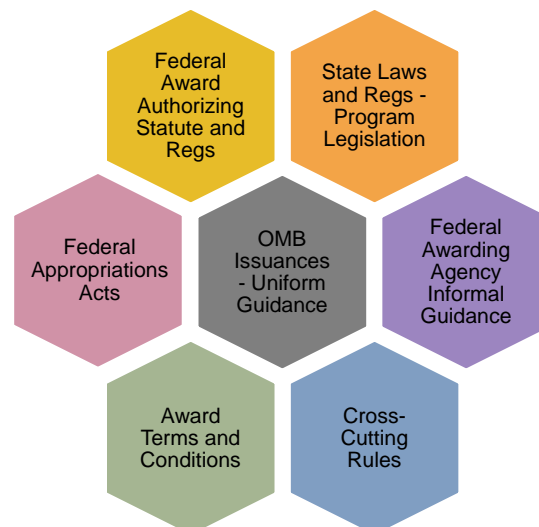 Federal
Award
Authorizing
Statute and
Regs
State Laws
and Regs -
Program
Legislation
Federal
Appropriations
Acts
OMB
Issuances
- Uniform
Guidance
Federal
Awarding
Agency
Informal
Guidance
Award
Terms and
Conditions
Cross-
Cutting
Rules